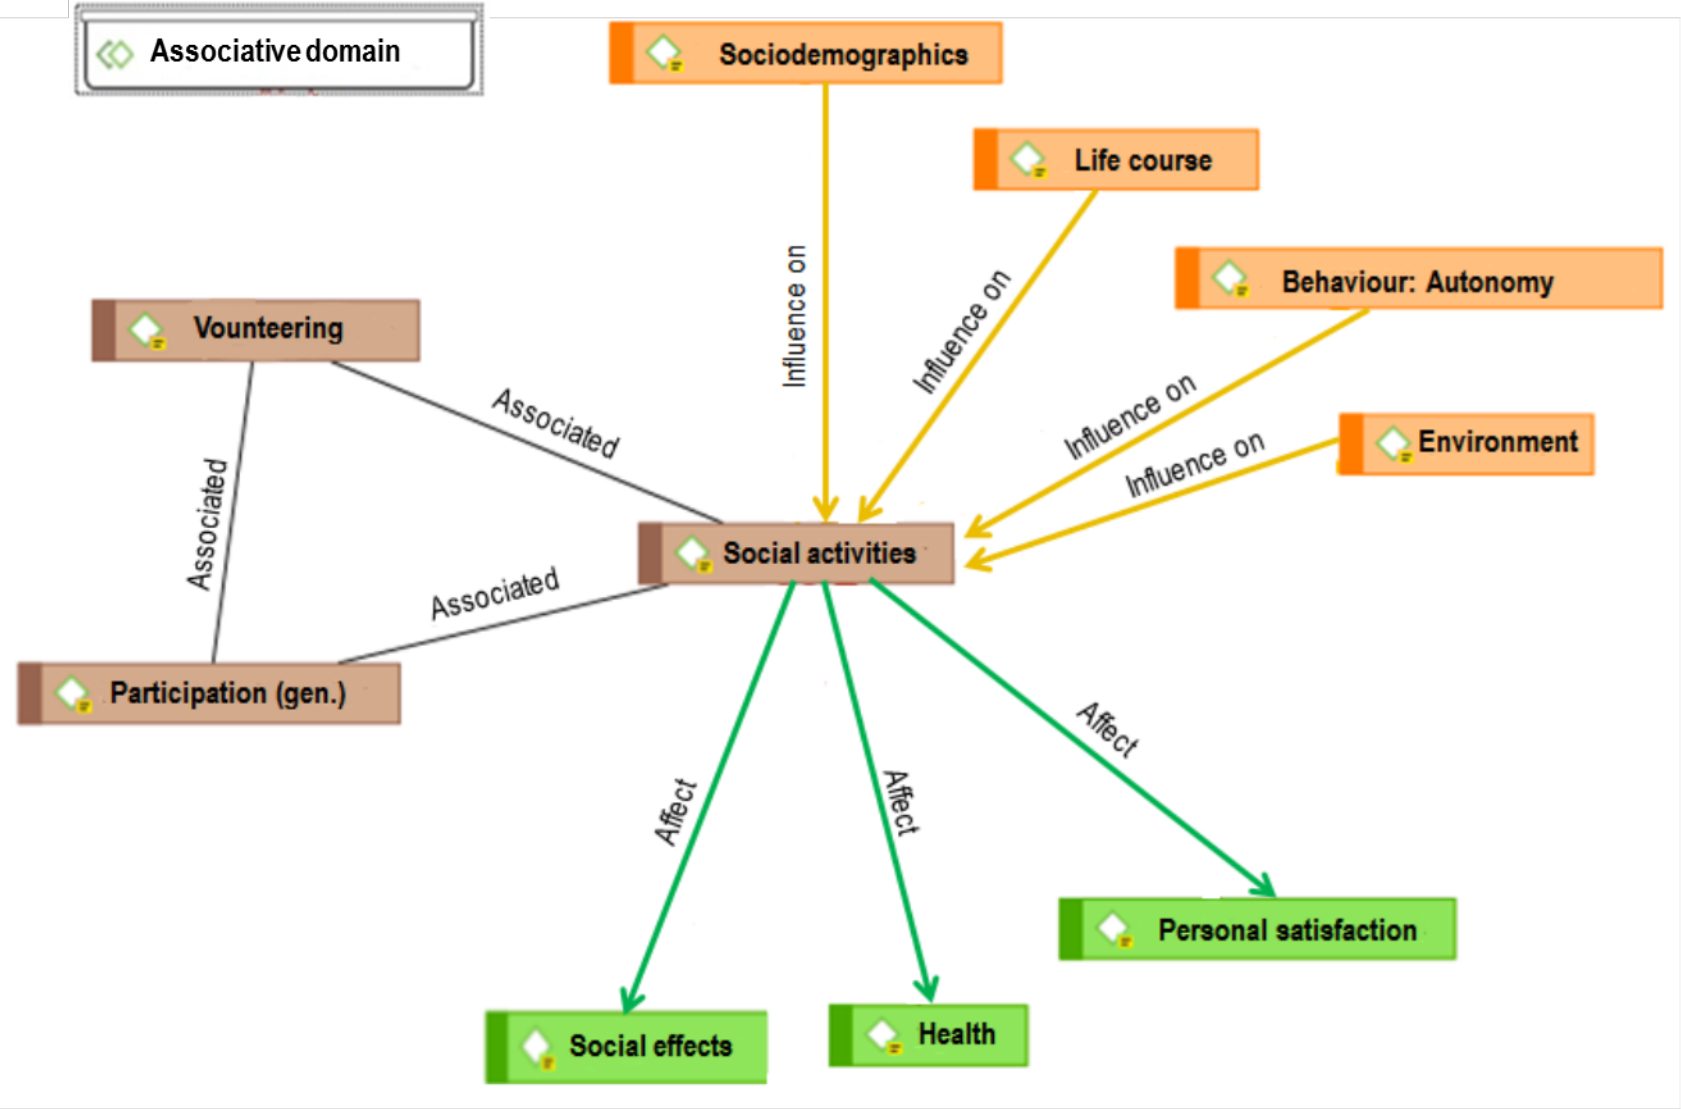 Associative domain
Sociodemographics
Life course
Behaviour: Autonomy
Environment
Influence on
Influence on
Influence on
Influence on
Vounteering
Associated
Associated
Associated
Social activities
Participation (gen.)
Affect
Affect
Affect
Personal satisfaction
Social effects
Health